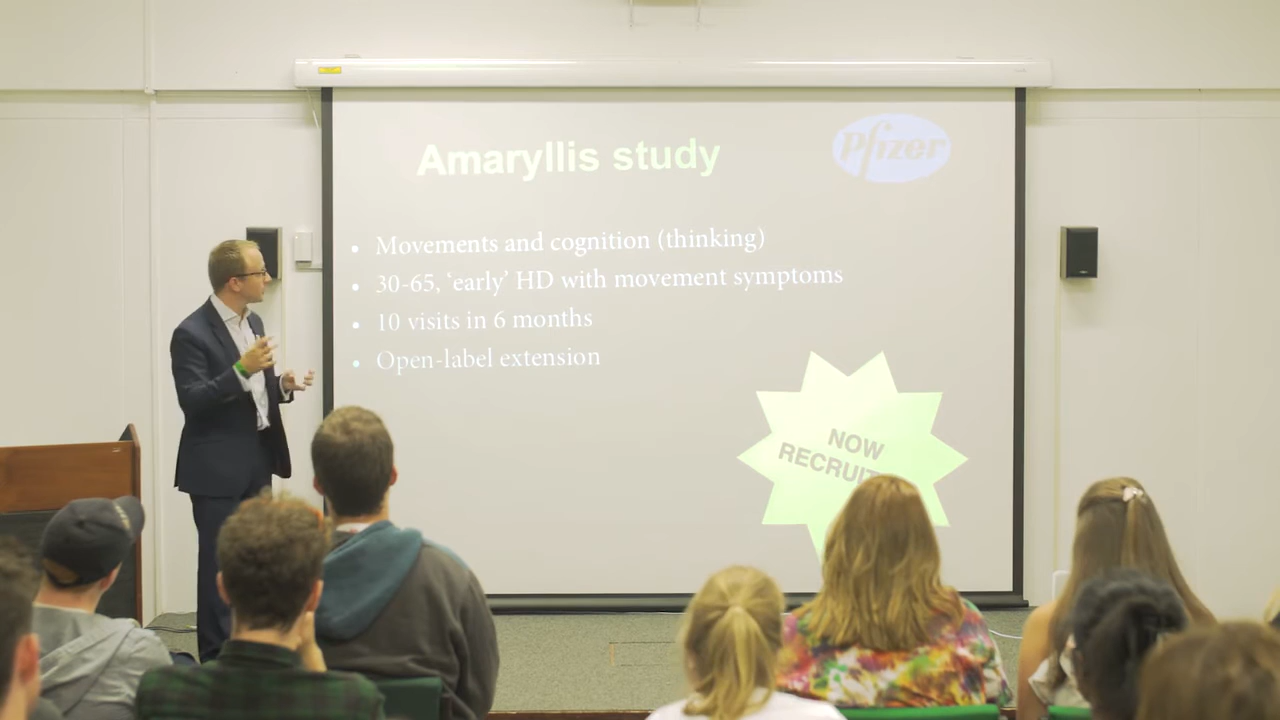 Amaryllis study
Pfizer
Movements and cognition (thinking)
30-65, ‘early’ HD with movement symptoms
10 visits in 6 months
Open-label extension
NOW